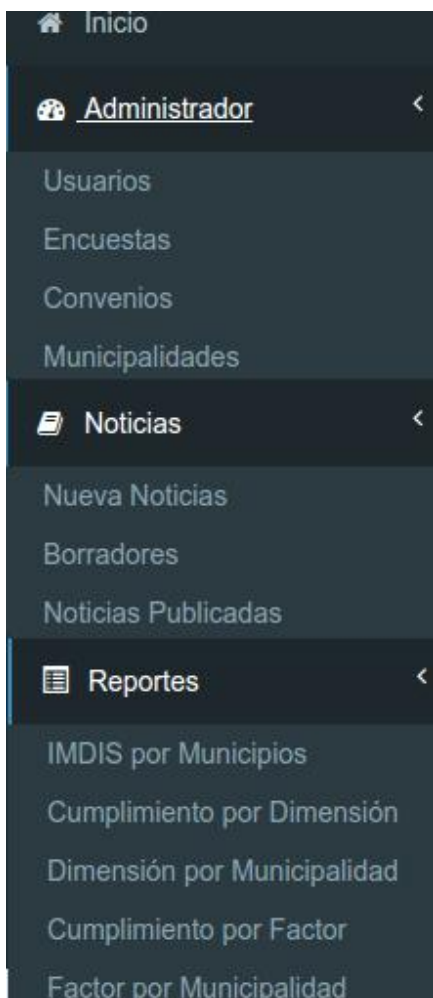 Inicio
Administrador
Usuarios
Encuestas
Convenios
Municipalidades
Noticias
Nueva Noticias
Borradores
Noticias Publicadas
Reportes
IMDIS por Municipios
Cumplimiento por Dimensión
Dimensión por Municipalidad
Cumplimiento por Factor
Factor por Municipalidad